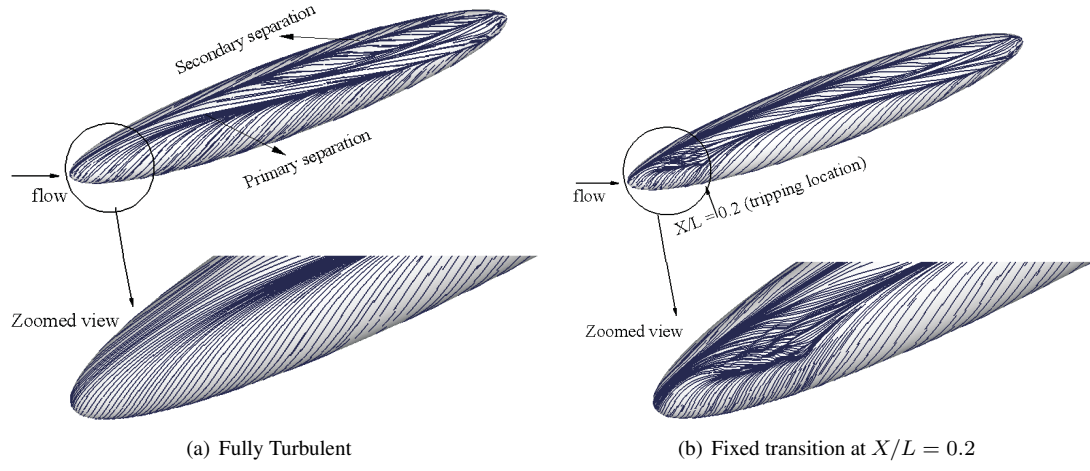 Secondary separation
Primary separation
flow
Zoomed view
(a) Fully Turbulent
X/L = 0.2 (tripping location)
flow
Zoomed view
(b) Fixed transition at X/L = 0.2